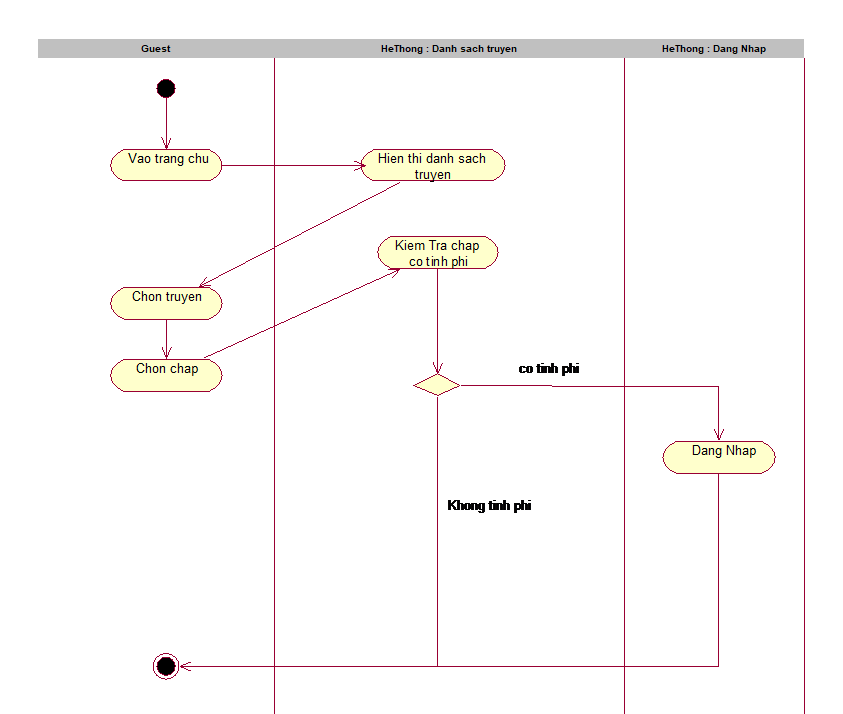 Guest
HeThong : Danh sach truyen
HeThong : Dang Nhap
Vao trang chu
Hien thi danh sach
truyen
Kiem Tra chap
co tinh phi
Chon truyen
Chon chap
co tinh phi
Dang Nhap
Khong tinh phi